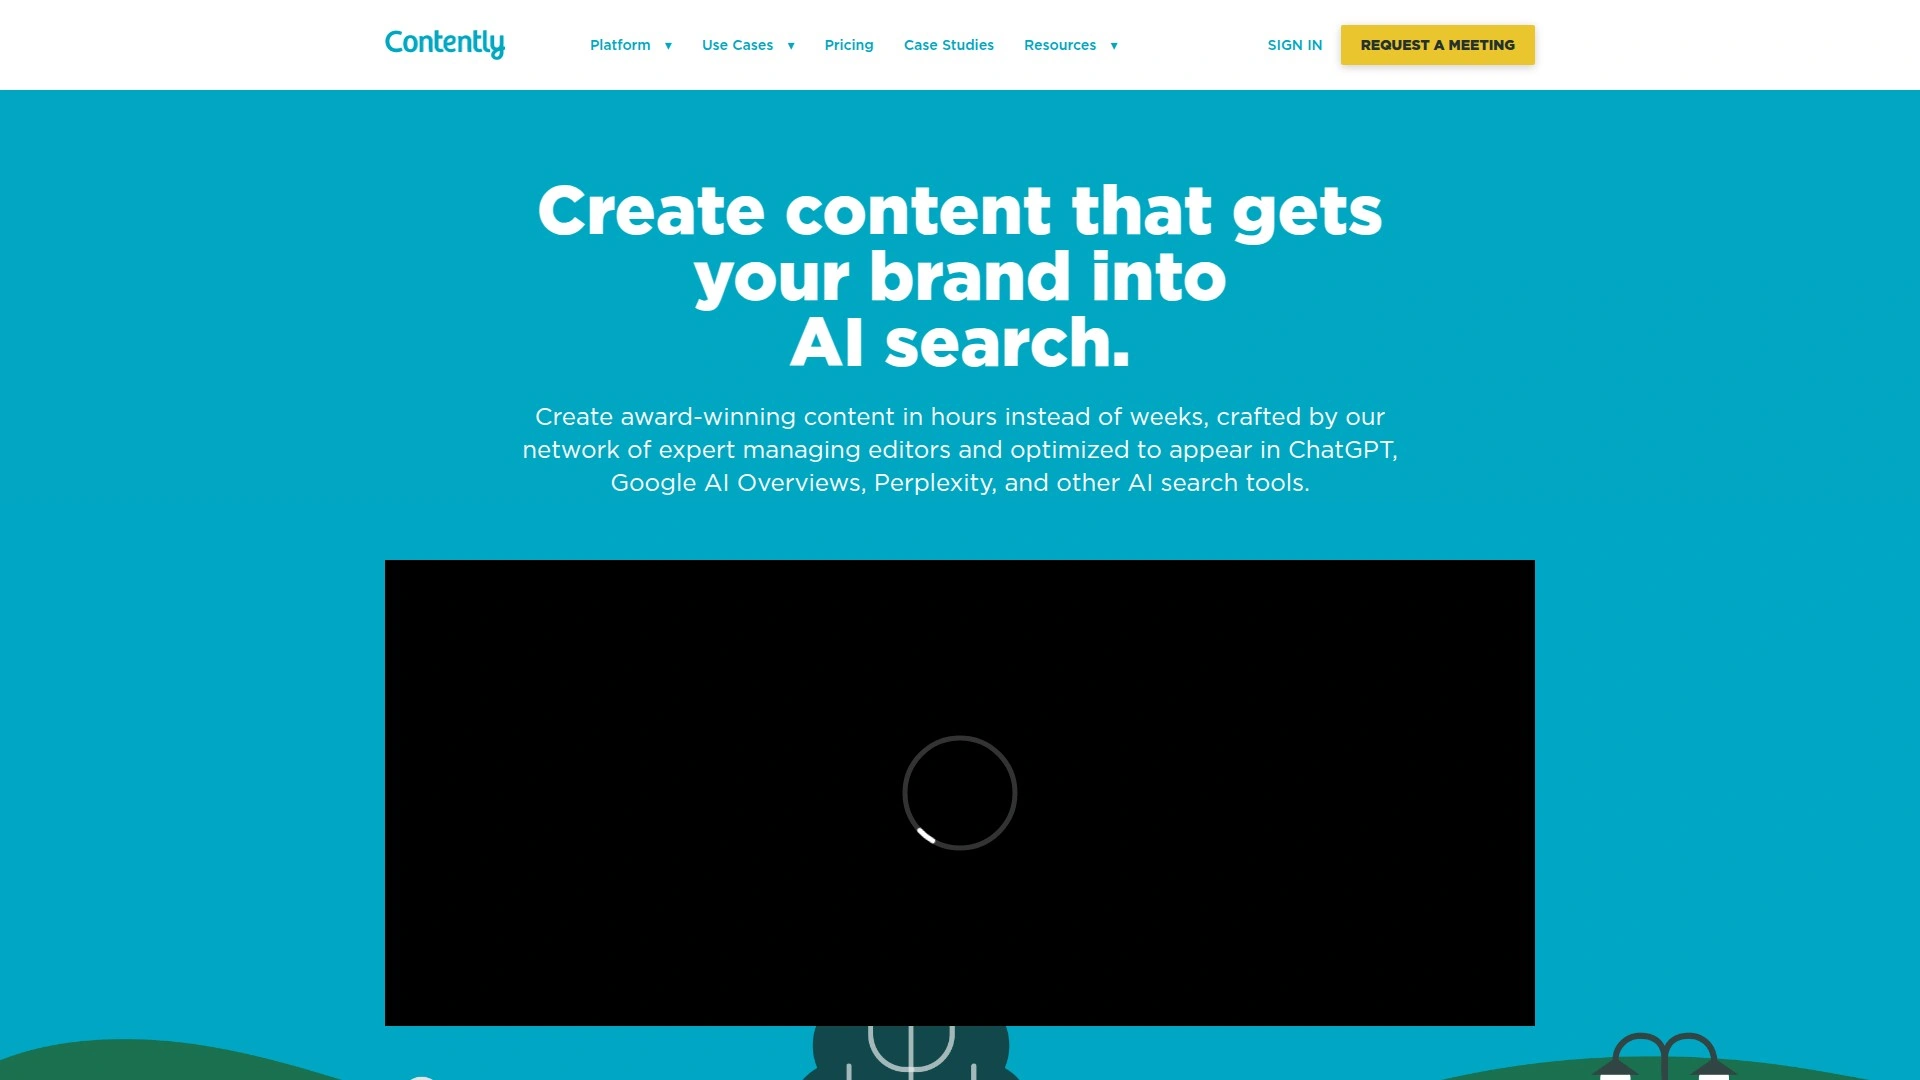 Contently
Platform ▼ Use Cases ▼ Pricing Case Studies Resources ▼ SIGN IN REQUEST A MEETING
Create content that gets
your brand into
AI search.
Create award-winning content in hours instead of weeks, crafted by our
network of expert managing editors and optimized to appear in ChatGPT,
Google AI Overviews, Perplexity, and other AI search tools.